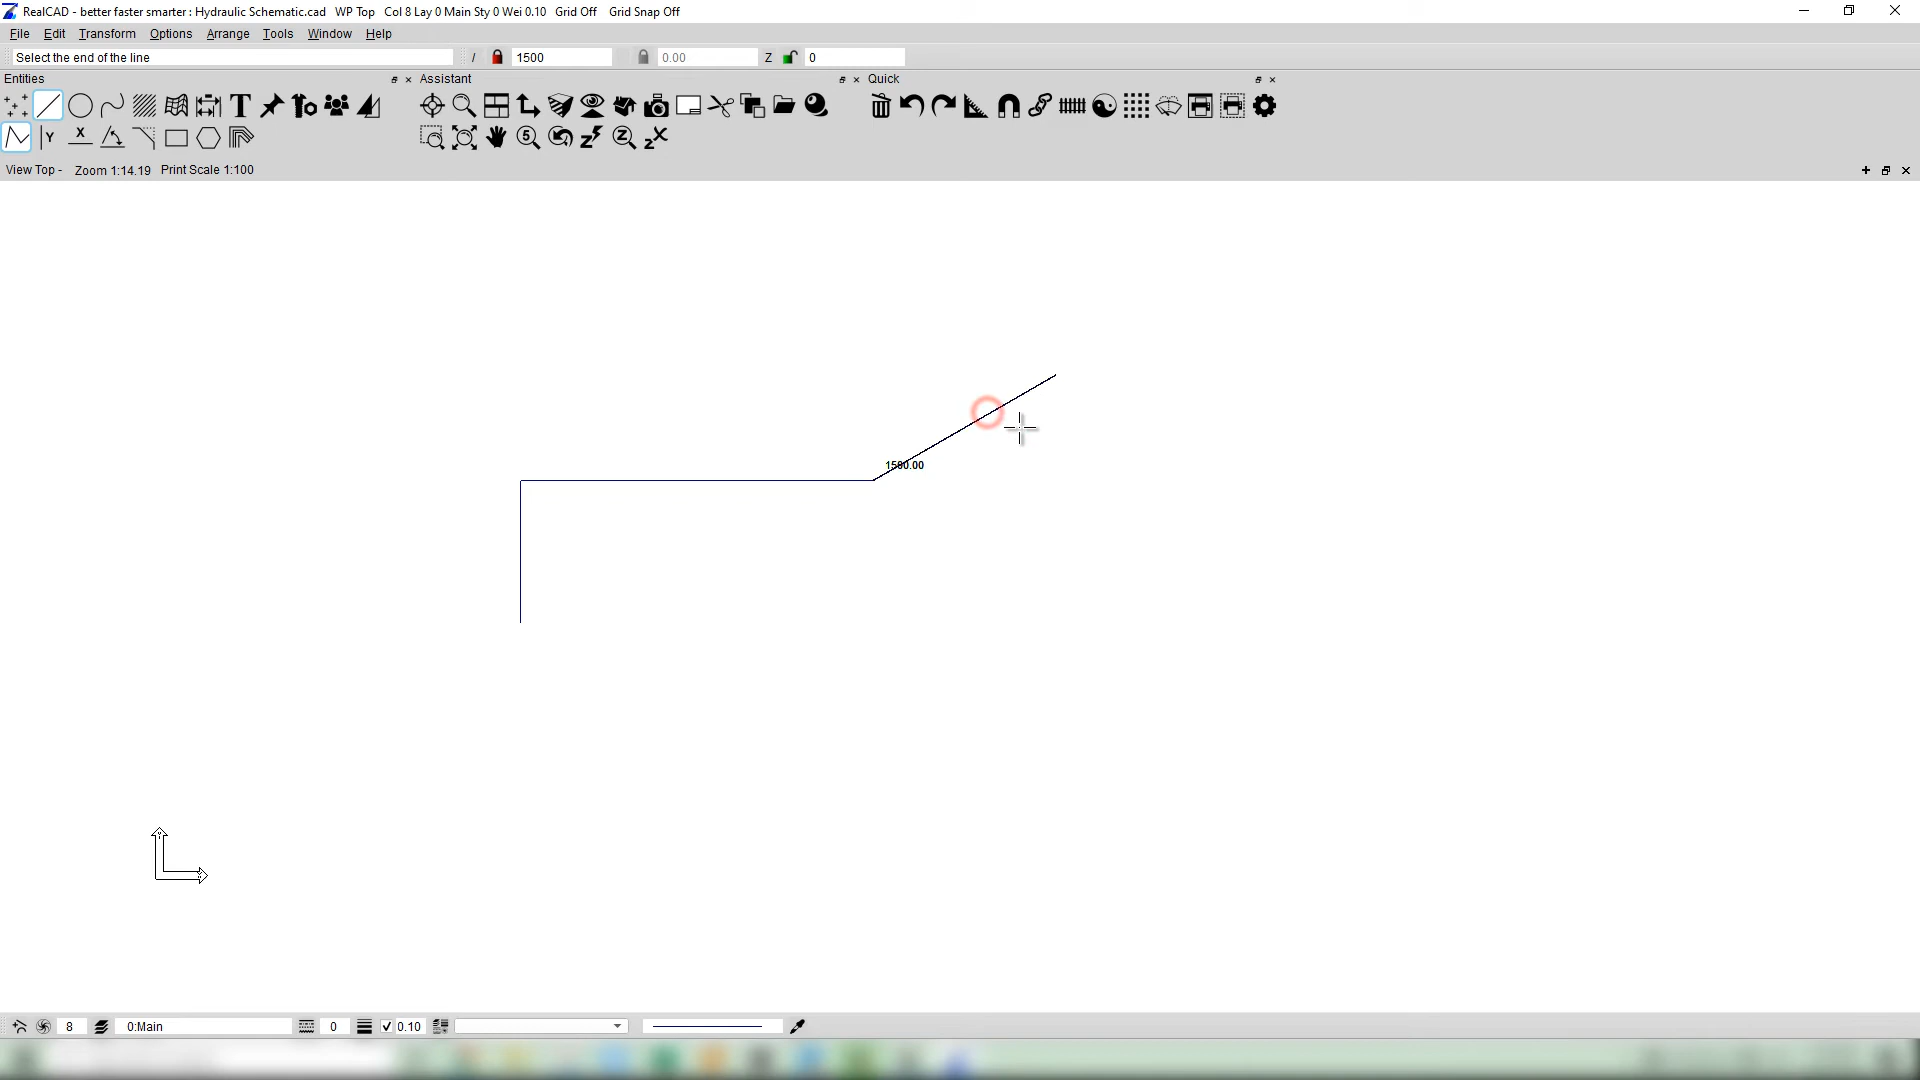 RealCAD - better faster smarter : Hydraulic Schematic.cad   WP Top   Col 8 Lay 0 Main Sty 0 Wei 0.10   Grid Off   Grid Snap Off
File   Edit   Transform   Options   Arrange   Tools   Window   Help
Select the end of the line   /   1500   0.00   Z   0
Entities   Assistant   Quick
T
Y   X   5   Z
View Top -   Zoom 1:14.19   Print Scale 1:100
1500.00
8   0:Main   0   0.10